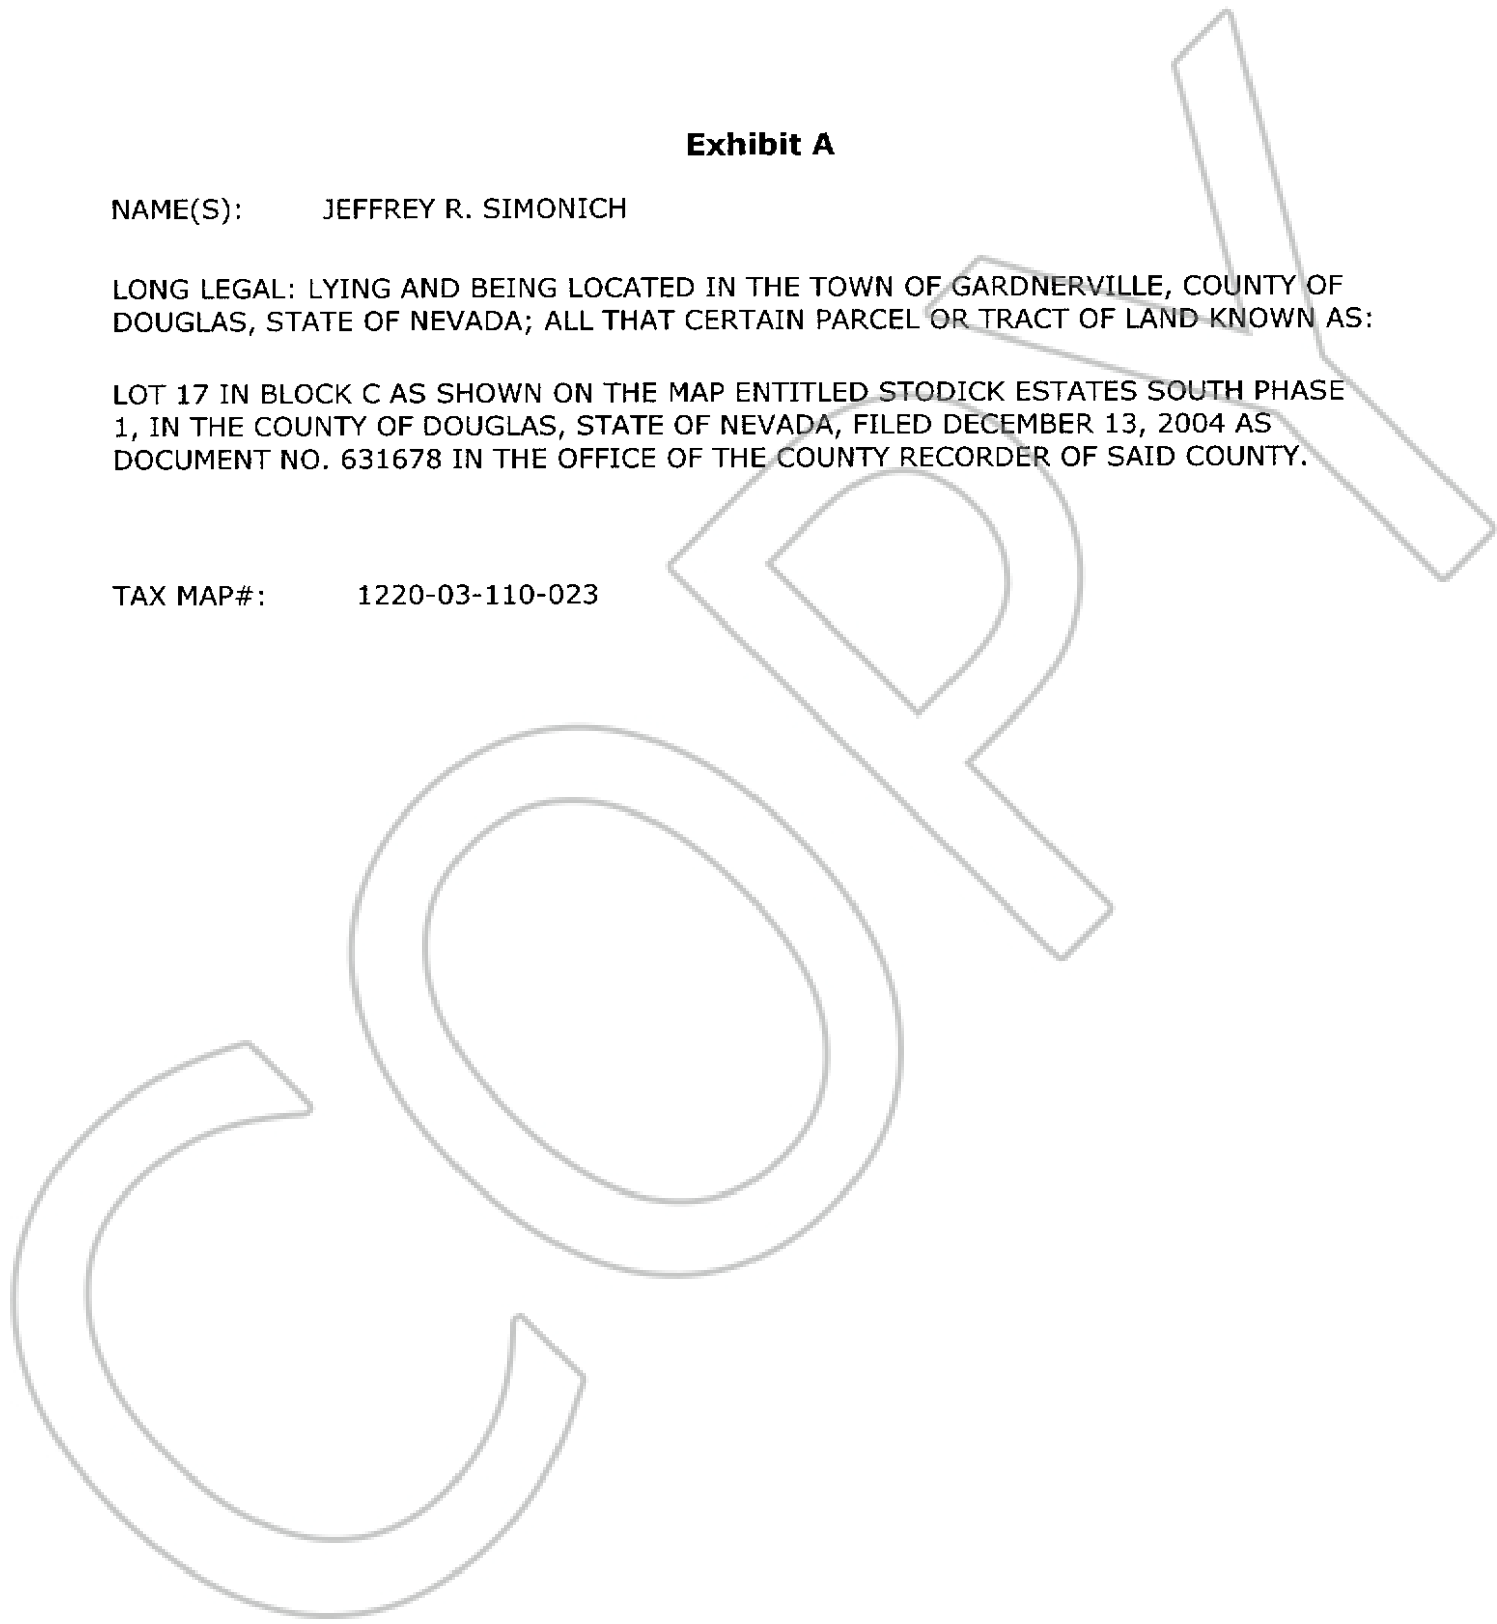 Exhibit A
NAME(S): JEFFREY R. SIMONICH
LONG LEGAL: LYING AND BEING LOCATED IN THE TOWN OF GARDNERVILLE, COUNTY OF
DOUGLAS, STATE OF NEVADA; ALL THAT CERTAIN PARCEL OR TRACT OF LAND KNOWN AS:
LOT 17 IN BLOCK C AS SHOWN ON THE MAP ENTITLED STODICK ESTATES SOUTH PHASE
1, IN THE COUNTY OF DOUGLAS, STATE OF NEVADA, FILED DECEMBER 13, 2004 AS
DOCUMENT NO. 631678 IN THE OFFICE OF THE COUNTY RECORDER OF SAID COUNTY.
TAX MAP#: 1220-03-110-023
COPY